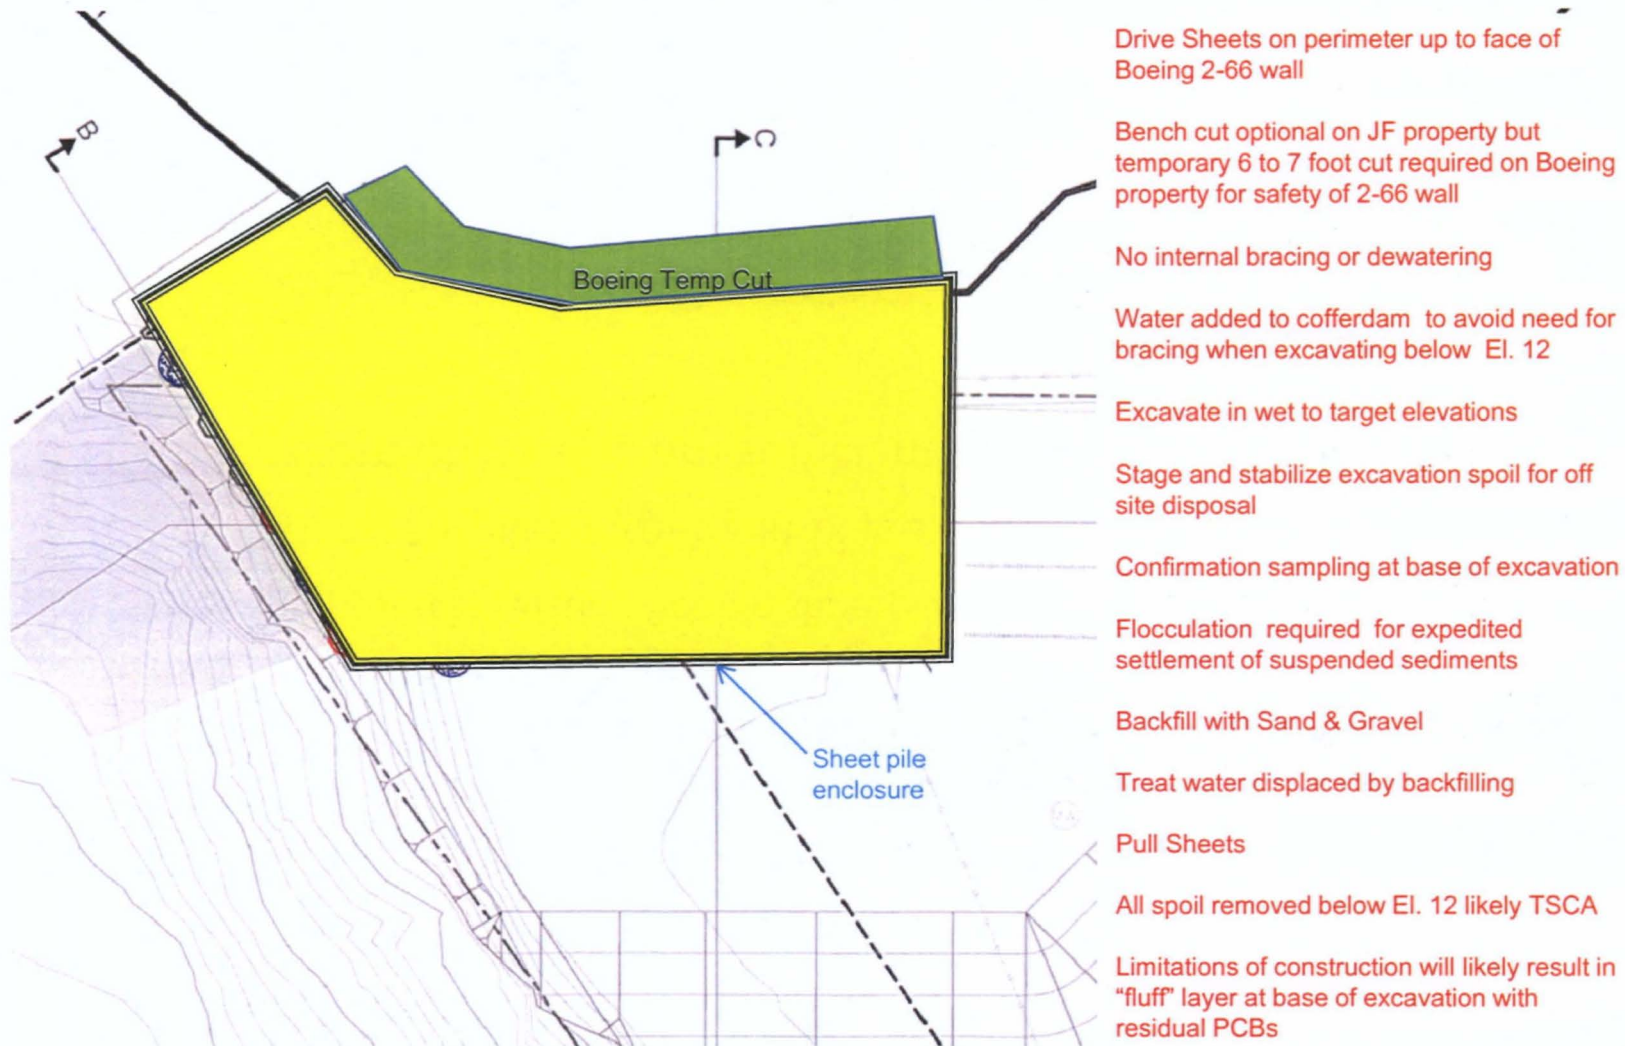 B
C
Boeing Temp Cut
Sheet pile
enclosure
Drive Sheets on perimeter up to face of
Boeing 2-66 wall
Bench cut optional on JF property but
temporary 6 to 7 foot cut required on Boeing
property for safety of 2-66 wall
No internal bracing or dewatering
Water added to cofferdam to avoid need for
bracing when excavating below El. 12
Excavate in wet to target elevations
Stage and stabilize excavation spoil for off
site disposal
Confirmation sampling at base of excavation
Flocculation required for expedited
settlement of suspended sediments
Backfill with Sand & Gravel
Treat water displaced by backfilling
Pull Sheets
All spoil removed below El. 12 likely TSCA
Limitations of construction will likely result in
“fluff” layer at base of excavation with
residual PCBs